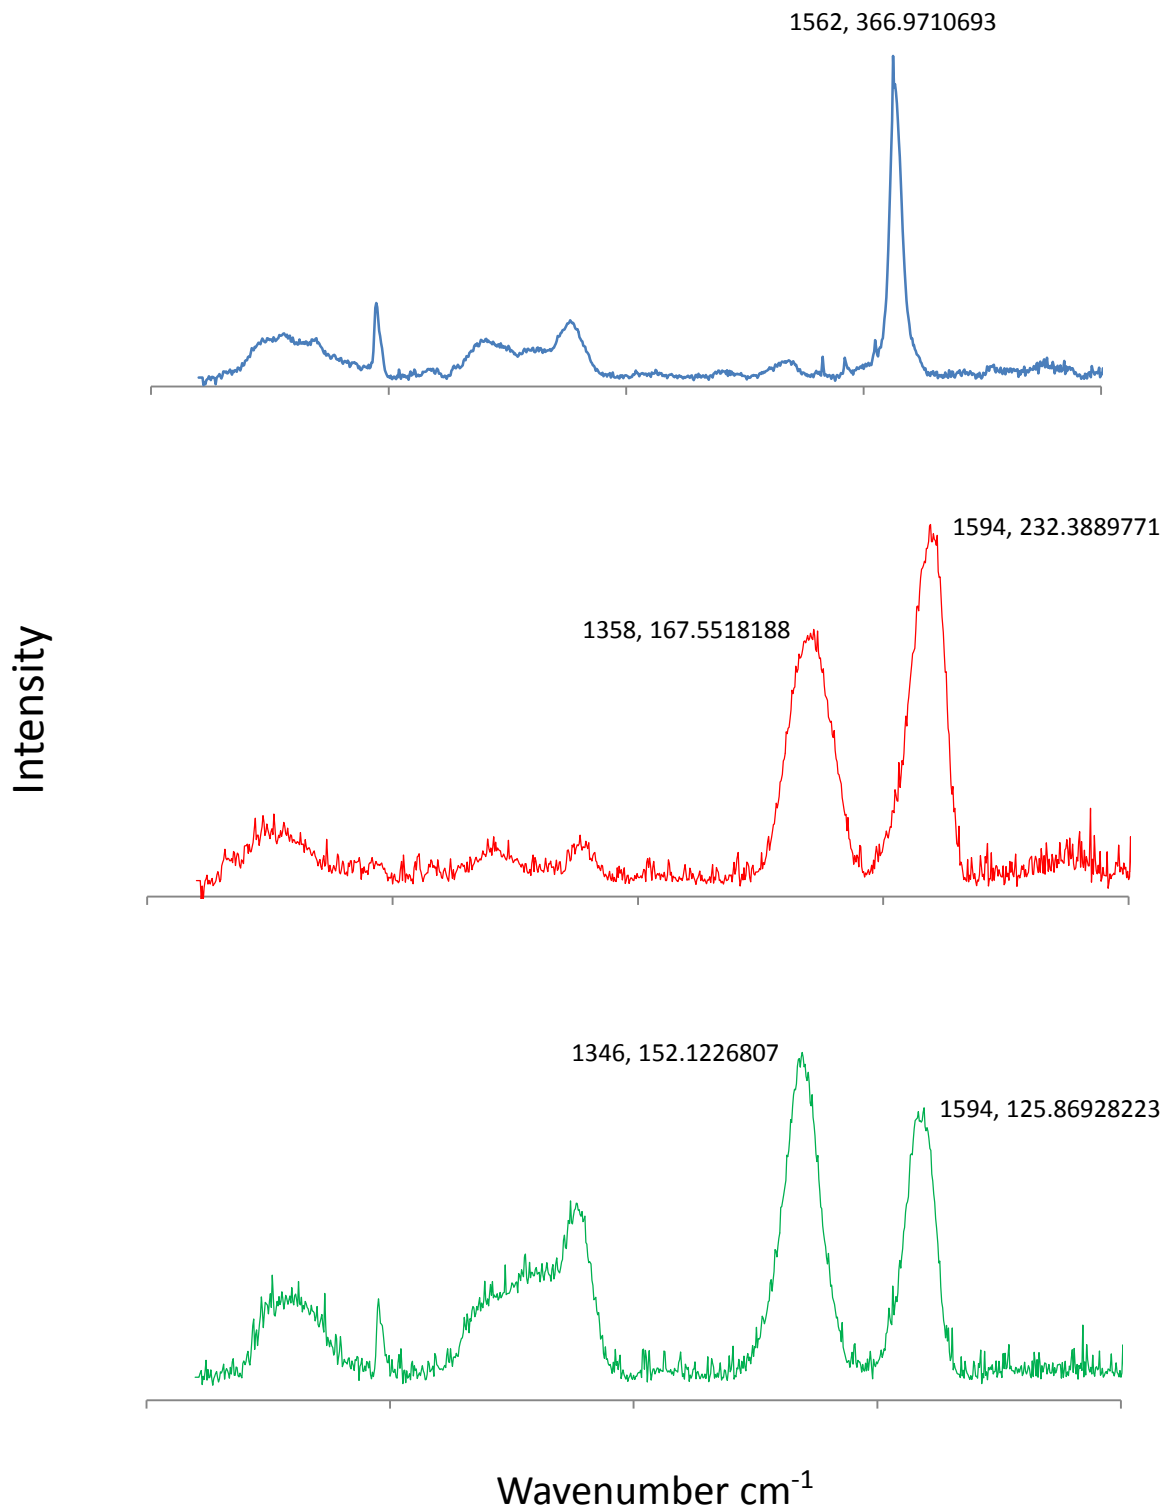 1562, 366.9710693
1594, 232.3889771
1358, 167.5518188
Intensity
1346, 152.1226807
1594, 125.86928223
Wavenumber cm-1